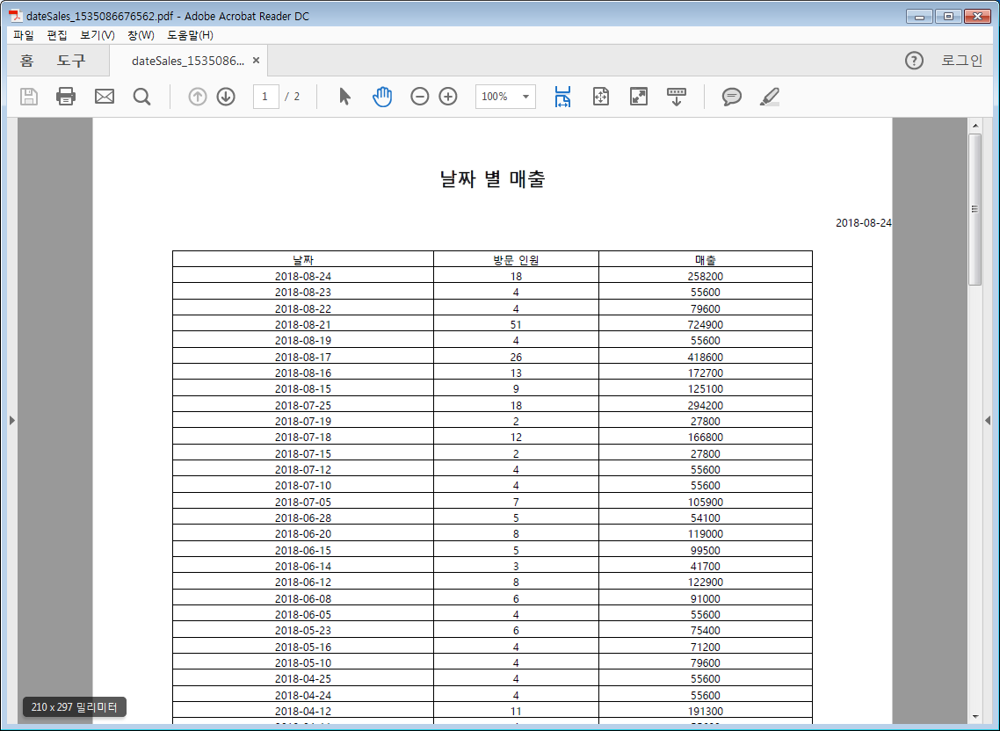 dateSales_1535086676562.pdf - Adobe Acrobat Reader DC
파일 편집 보기(V) 창(W) 도움말(H)
홈 도구 dateSales_1535086... × ? 로그인
1 / 2 100%
날짜 별 매출
2018-08-24
날짜 방문 인원 매출
2018-08-24 18 258200
2018-08-23 4 55600
2018-08-22 4 79600
2018-08-21 51 724900
2018-08-19 4 55600
2018-08-17 26 418600
2018-08-16 13 172700
2018-08-15 9 125100
2018-07-25 18 294200
2018-07-19 2 27800
2018-07-18 12 166800
2018-07-15 2 27800
2018-07-12 4 55600
2018-07-10 4 55600
2018-07-05 7 105900
2018-06-28 5 54100
2018-06-20 8 119000
2018-06-15 5 99500
2018-06-14 3 41700
2018-06-12 8 122900
2018-06-08 6 91000
2018-06-05 4 55600
2018-05-23 6 75400
2018-05-16 4 71200
2018-05-10 4 79600
2018-04-25 4 55600
2018-04-24 4 55600
2018-04-12 11 191300
210 x 297 밀리미터